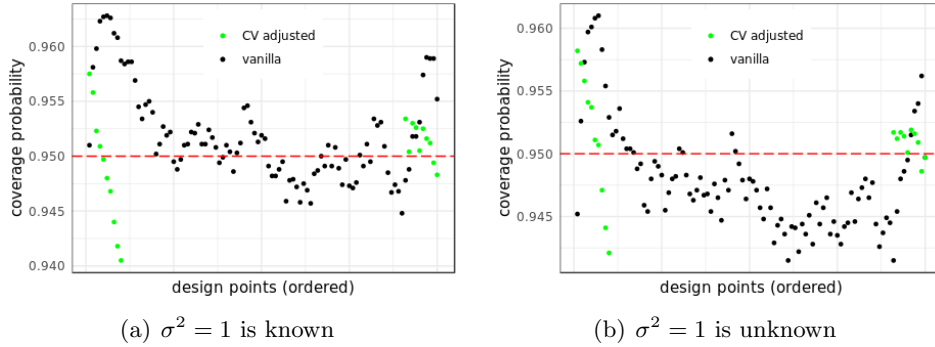 0.960
0.955
0.950
0.945
0.940
coverage probability
CV adjusted
vanilla
design points (ordered)
(a) σ² = 1 is known
0.960
0.955
0.950
0.945
coverage probability
CV adjusted
vanilla
design points (ordered)
(b) σ² = 1 is unknown